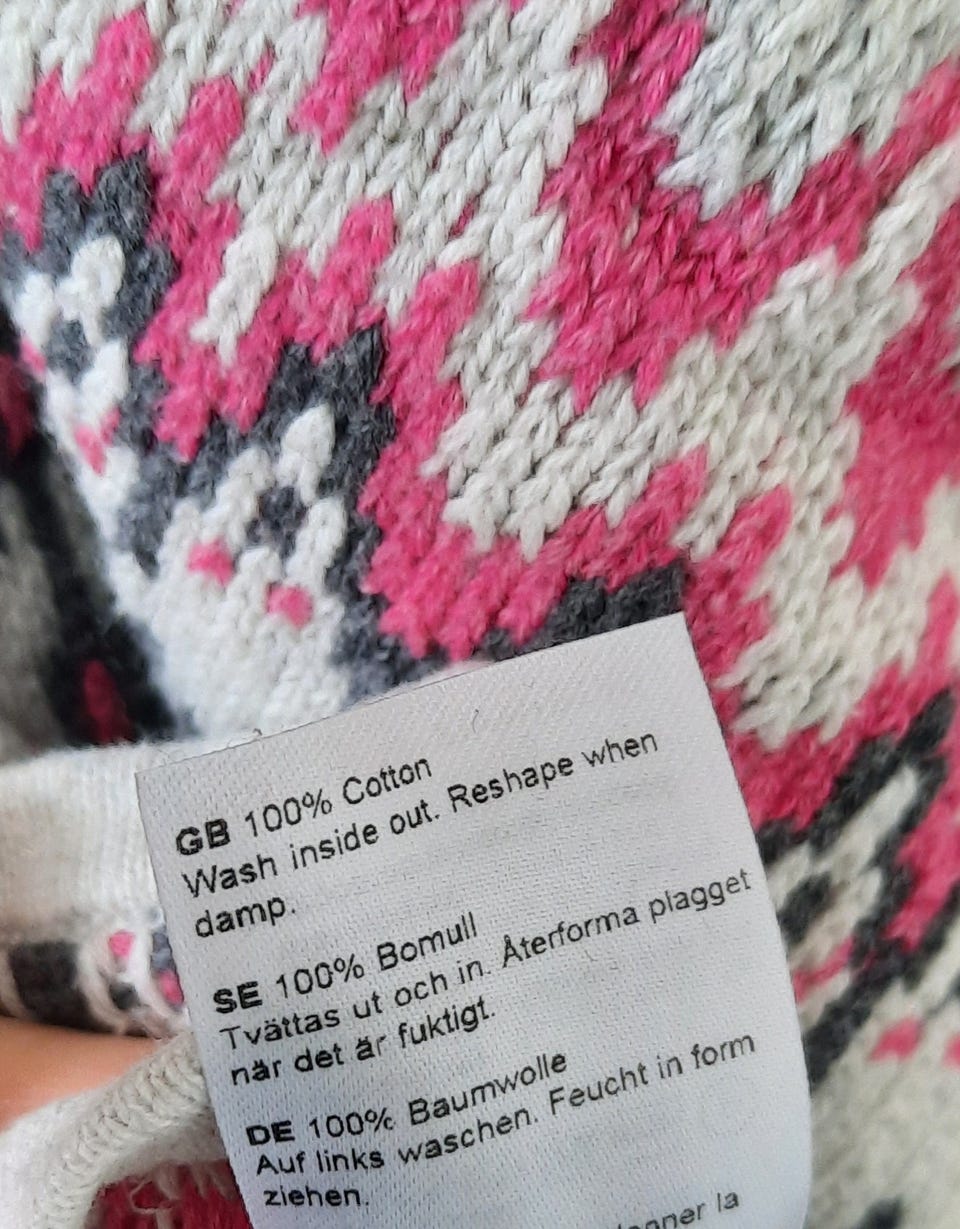 GB 100% Cotton
Wash inside out. Reshape when
damp.
SE 100% Bomull
Tvättas ut och in. Återforma plagget
när det är fuktigt.
DE 100% Baumwolle
Auf links waschen. Feucht in form
ziehen.
la